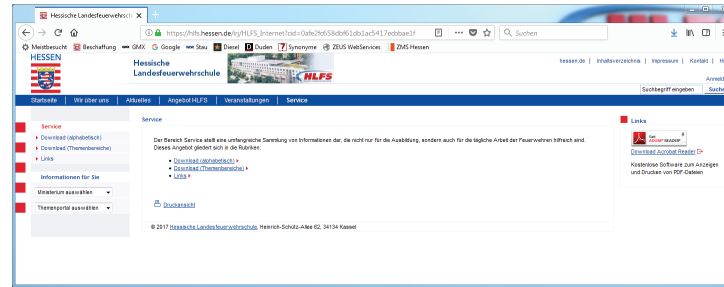 Hessische Landesfeuerwehrsch
https://hlfs.hessen.de/irj/HLFS_Internet?cid=0afe2fc658dbf61db1ac5417ecbbae1f
Suchen
Meistbesucht Beschaffung GMX Google Stau Diesel Duden Synonyme ZEUS WebServices ZMS Hessen
HESSEN
Hessische
Landesfeuerwehrschule
HLFS
hessen.de | Inhaltsverzeichnis | Impressum | Kontakt | Hi
Anmeld
Suchbegriff eingeben Suche
Startseite | Wir über uns | Aktuelles | Angebot HLFS | Veranstaltungen | Service
Service
Download (alphabetisch)
Download (Themenbereiche)
Links
Informationen für Sie
Ministerium auswählen
Themenportal auswählen
Service
Der Bereich Service stellt eine umfangreiche Sammlung von Informationen dar, die nicht nur für die Ausbildung, sondern auch für die tägliche Arbeit der Feuerwehren hilfreich sind.
Dieses Angebot gliedert sich in die Rubriken:
Download (alphabetisch)
Download (Themenbereiche)
Links
Druckansicht
© 2017 Hessische Landesfeuerwehrschule, Heinrich-Schütz-Allee 62, 34134 Kassel
Links
Get
ADOBE READER
Download Acrobat Reader
Kostenlose Software zum Anzeigen
und Drucken von PDF-Dateien